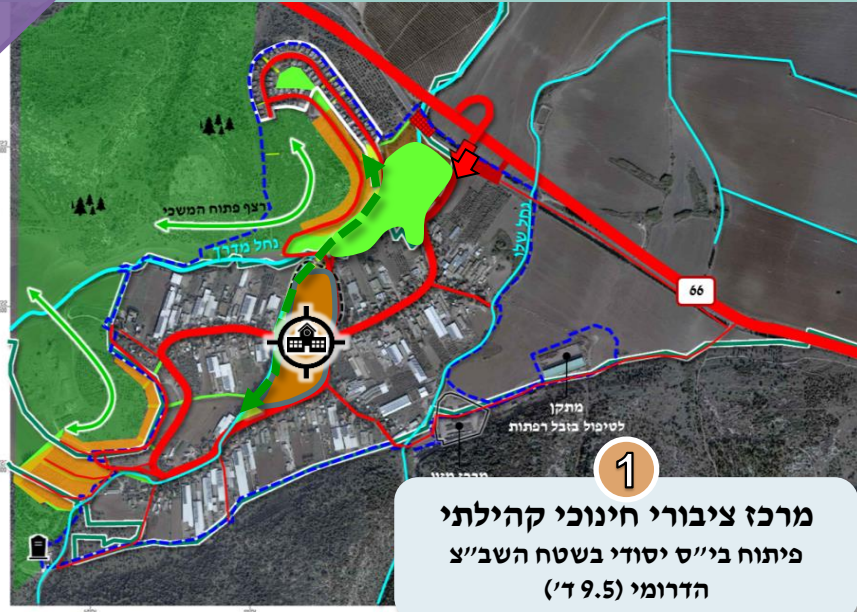 רצף פתוח המשכי
נחל מדרך
נחל שלו
66
מתקן
לטיפול בזבל רפתות
1
מרכז ציבורי חינוכי קהילתי
פיתוח בי״ס יסודי בשטח השב״צ
הדרומי (9.5 ד׳)